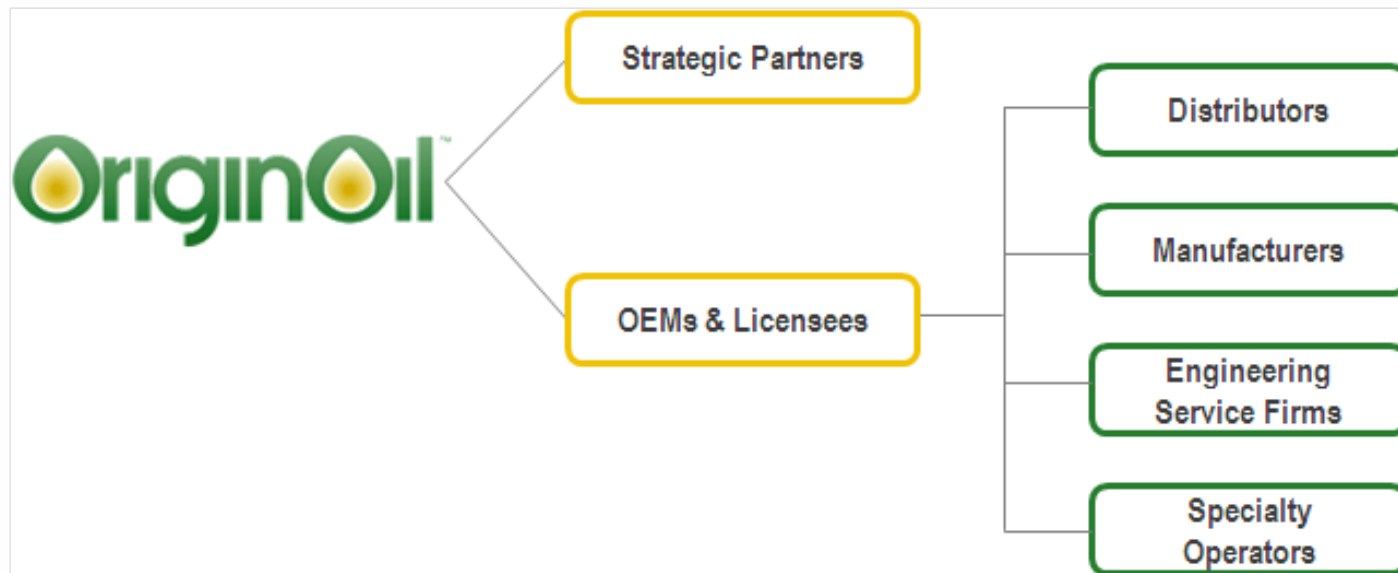 OriginOil™
Strategic Partners
OEMs & Licensees
Distributors
Manufacturers
Engineering
Service Firms
Specialty
Operators